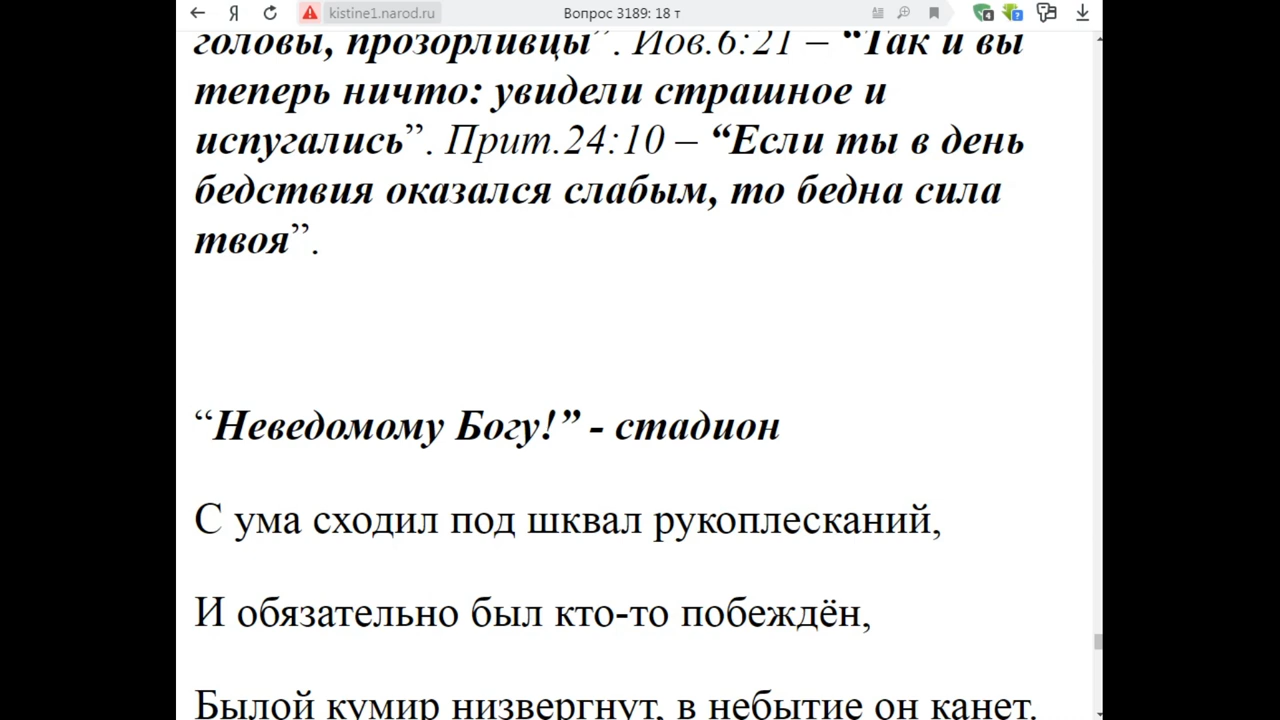 Я
kistine1.narod.ru
Вопрос 3189: 18 т
4
?
головы, прозорливцы”. Иов.6:21 – “Так и вы
теперь ничто: увидели страшное и
испугались”. Прит.24:10 – “Если ты в день
бедствия оказался слабым, то бедна сила
твоя”.
“Неведомому Богу!” - стадион
С ума сходил под шквал рукоплесканий,
И обязательно был кто-то побеждён,
Былой кумир низвергнут, в небытие он канет.